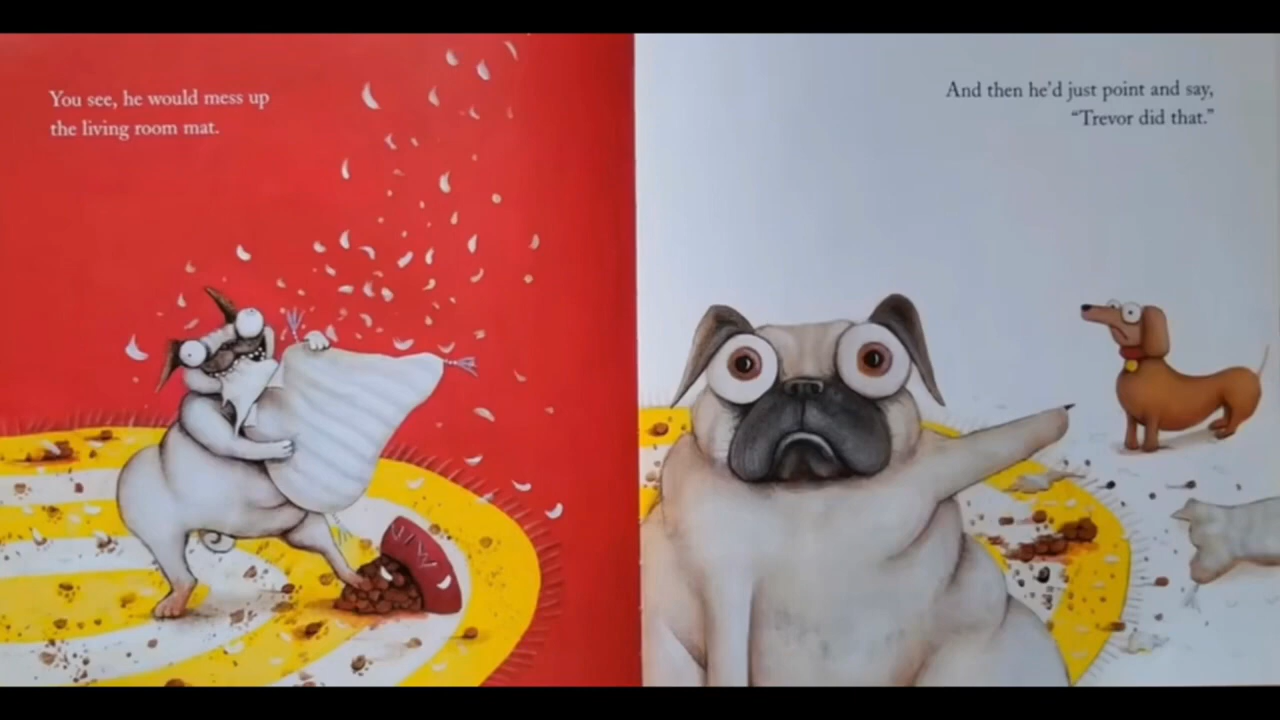 You see, he would mess up
the living room mat.
And then he'd just point and say,
“Trevor did that.”